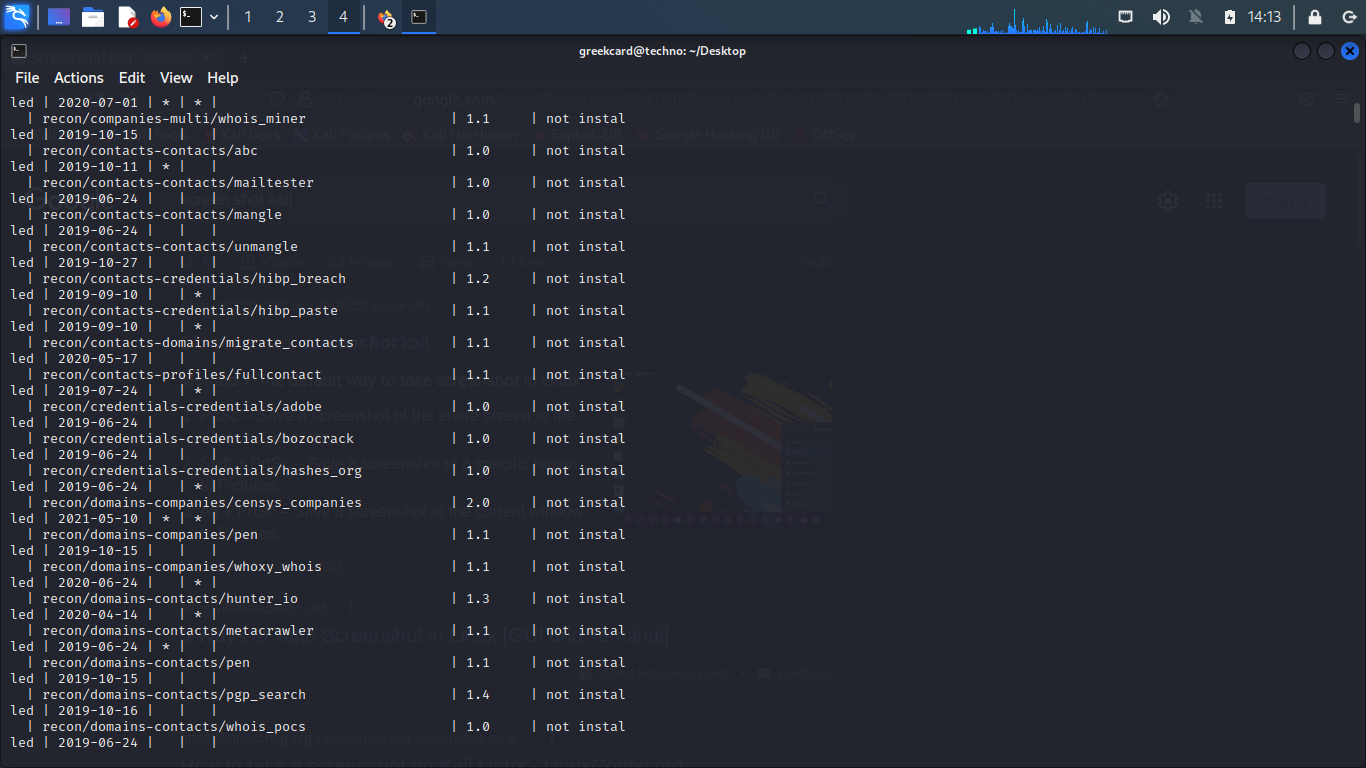 1 2 3 4 2 14:13
greekcard@techno: ~/Desktop
File Actions Edit View Help
led | 2020-07-01 | * | * |
| recon/companies-multi/whois_miner | 1.1 | not instal
led | 2019-10-15 | | |
| recon/contacts-contacts/abc | 1.0 | not instal
led | 2019-10-11 | * | |
| recon/contacts-contacts/mailtester | 1.0 | not instal
led | 2019-06-24 | | |
| recon/contacts-contacts/mangle | 1.0 | not instal
led | 2019-06-24 | | |
| recon/contacts-contacts/unmangle | 1.1 | not instal
led | 2019-10-27 | | |
| recon/contacts-credentials/hibp_breach | 1.2 | not instal
led | 2019-09-10 | | * |
| recon/contacts-credentials/hibp_paste | 1.1 | not instal
led | 2019-09-10 | | * |
| recon/contacts-domains/migrate_contacts | 1.1 | not instal
led | 2020-05-17 | | |
| recon/contacts-profiles/fullcontact | 1.1 | not instal
led | 2019-07-24 | | * |
| recon/credentials-credentials/adobe | 1.0 | not instal
led | 2019-06-24 | | |
| recon/credentials-credentials/bozocrack | 1.0 | not instal
led | 2019-06-24 | | |
| recon/credentials-credentials/hashes_org | 1.0 | not instal
led | 2019-06-24 | | * |
| recon/domains-companies/censys_companies | 2.0 | not instal
led | 2021-05-10 | * | * |
| recon/domains-companies/pen | 1.1 | not instal
led | 2019-10-15 | | |
| recon/domains-companies/whoxy_whois | 1.1 | not instal
led | 2020-06-24 | | * |
| recon/domains-contacts/hunter_io | 1.3 | not instal
led | 2020-04-14 | | * |
| recon/domains-contacts/metacrawler | 1.1 | not instal
led | 2019-06-24 | * | |
| recon/domains-contacts/pen | 1.1 | not instal
led | 2019-10-15 | | |
| recon/domains-contacts/pgp_search | 1.4 | not instal
led | 2019-10-16 | | |
| recon/domains-contacts/whois_pocs | 1.0 | not instal
led | 2019-06-24 | | |